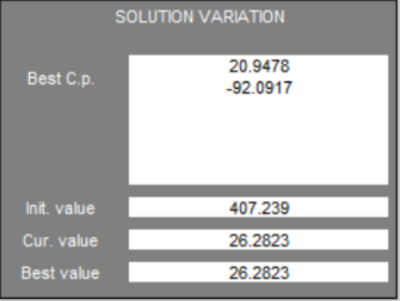 SOLUTION VARIATION
Best C.p.
20.9478
-92.0917
Init. value 407.239
Cur. value 26.2823
Best value 26.2823